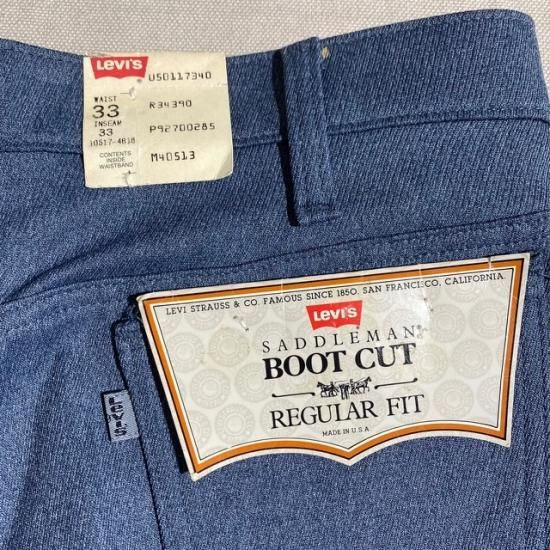 LEVI'S
US0117340
WAIST
33
R34390
INSEAM
33
P92700285
10517-4818
CONTENTS
INSIDE
WAISTBAND
M40513
LEVI STRAUSS & CO. FAMOUS SINCE 1850. SAN FRANCISCO, CALIFORNIA
LEVI'S
SADDLEMAN
BOOT CUT
REGULAR FIT
MADE IN U.S.A.
Levi's